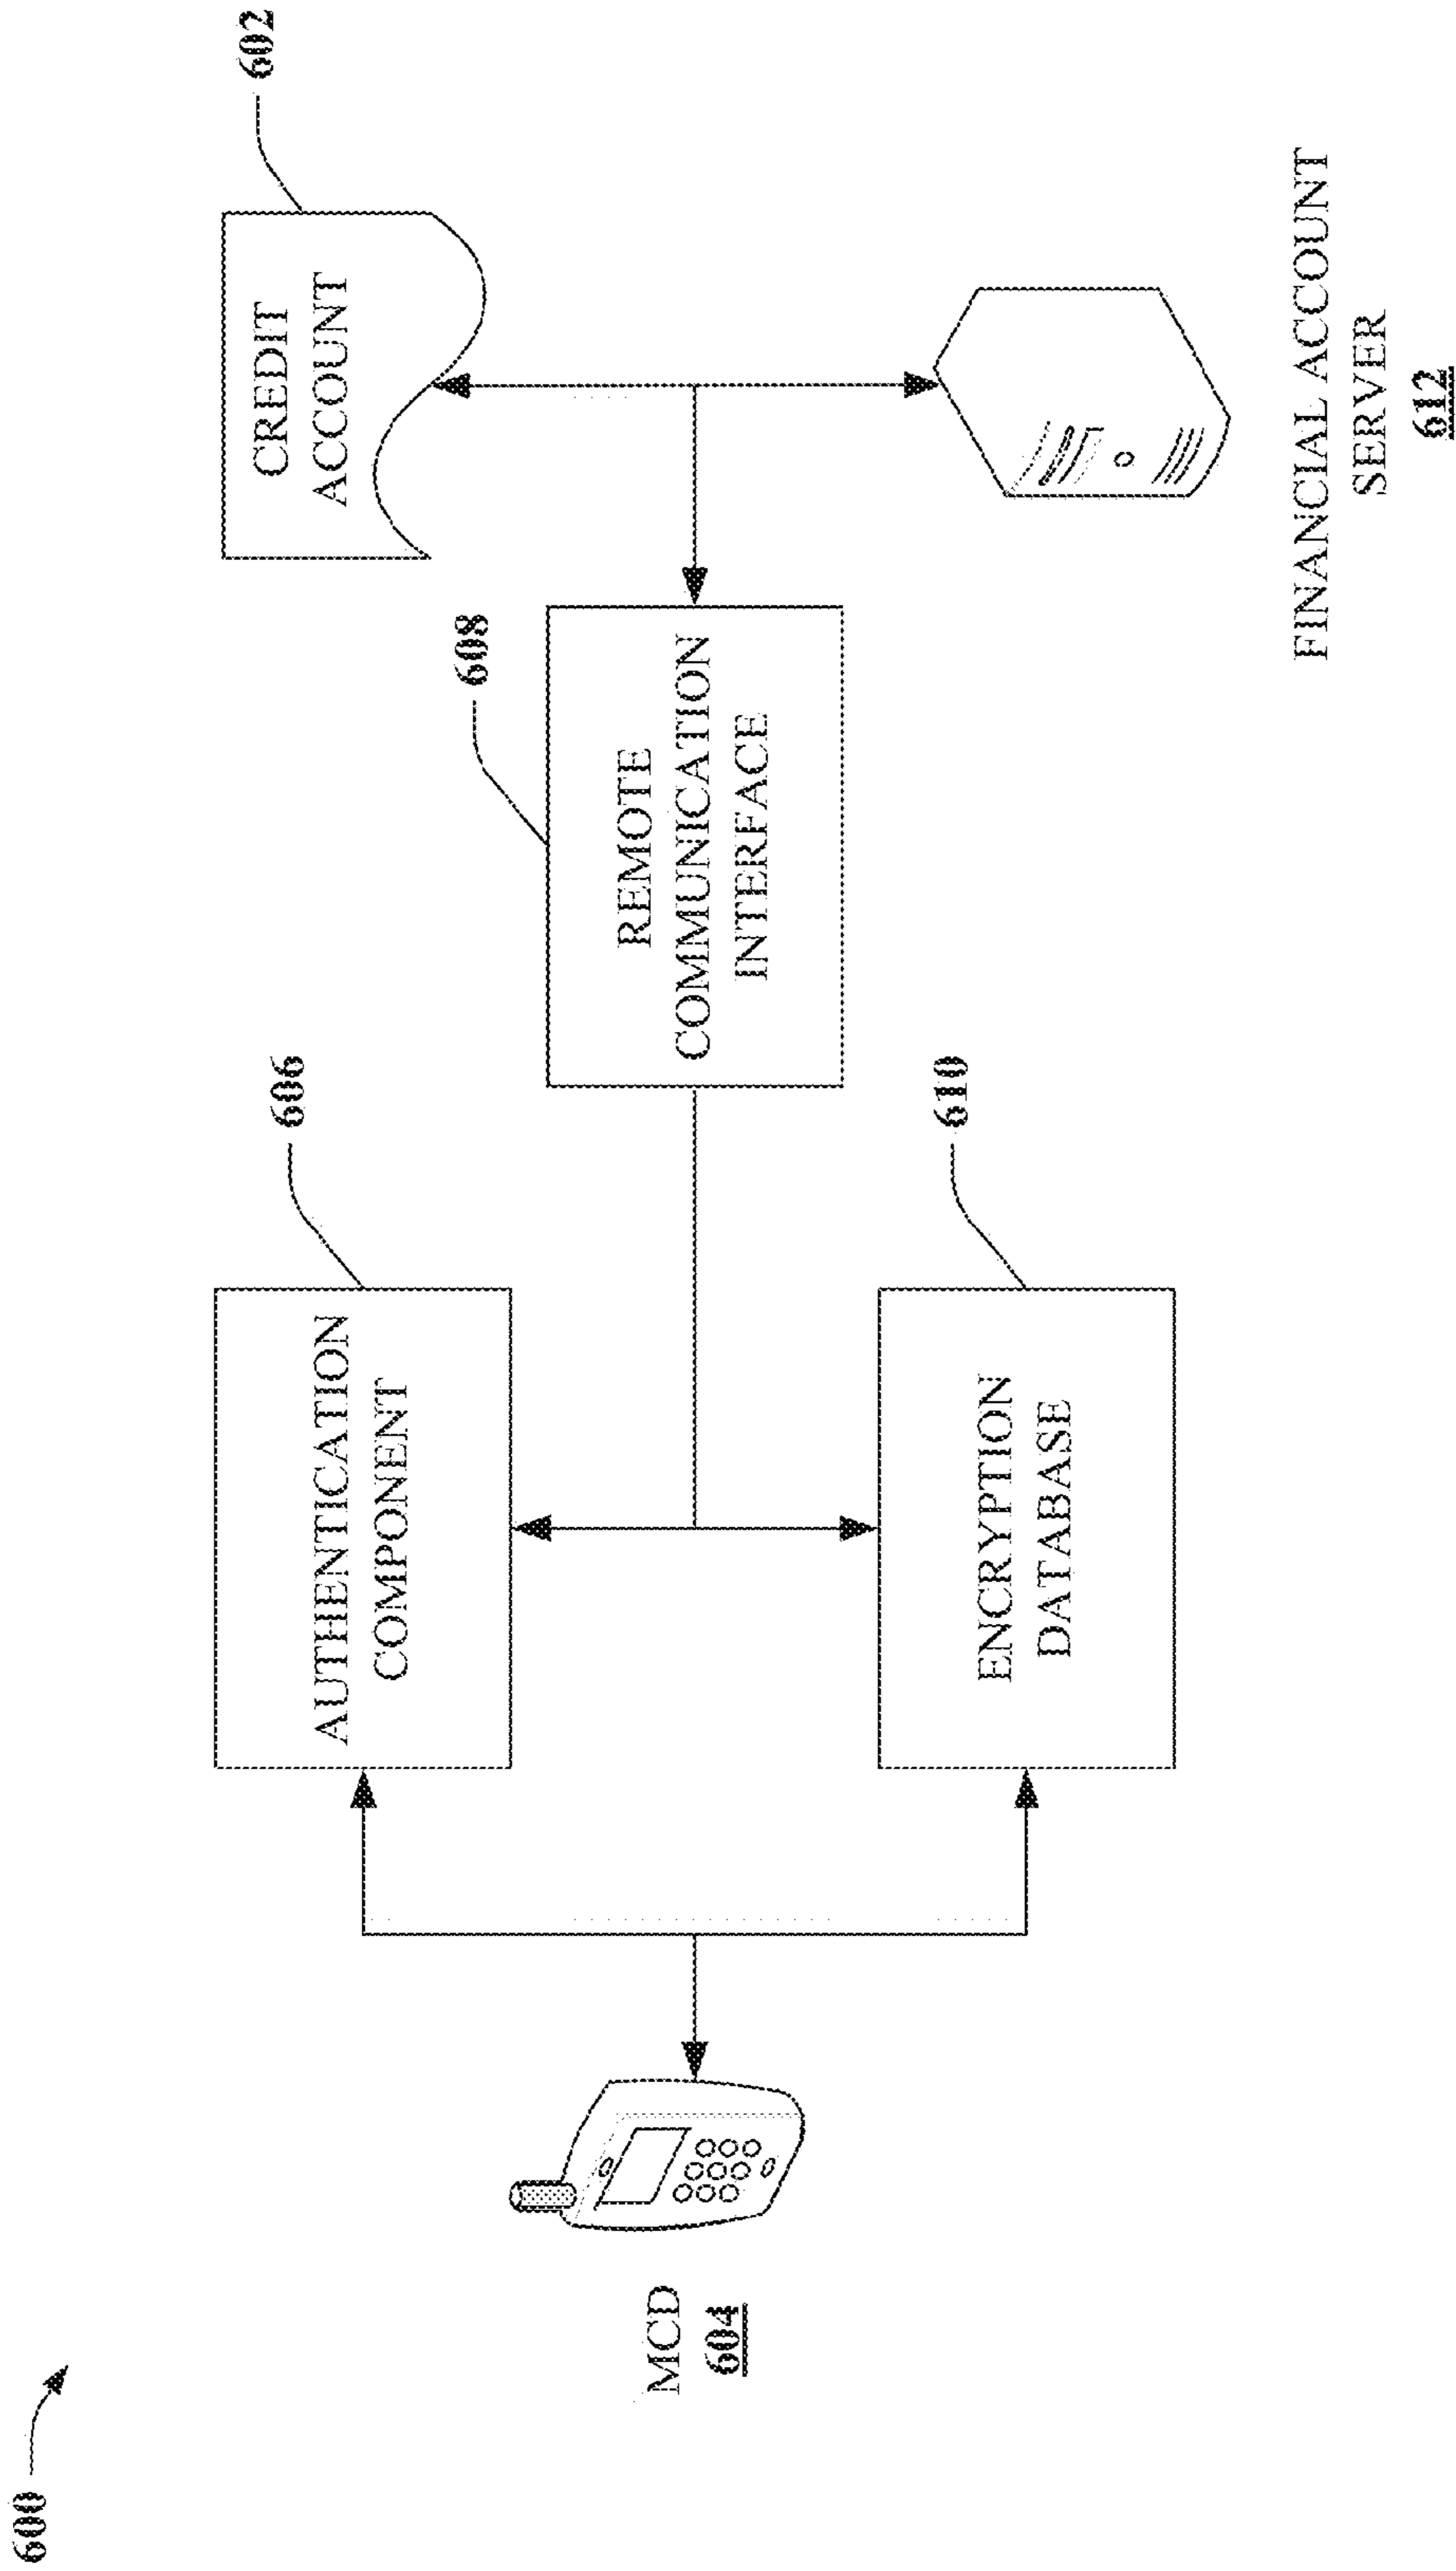 600
602
CREDIT
ACCOUNT
606
AUTHENTICATION
COMPONENT
608
REMOTE
COMMUNICATION
INTERFACE
MCD
604
610
ENCRYPTION
DATABASE
FINANCIAL ACCOUNT
SERVER
612